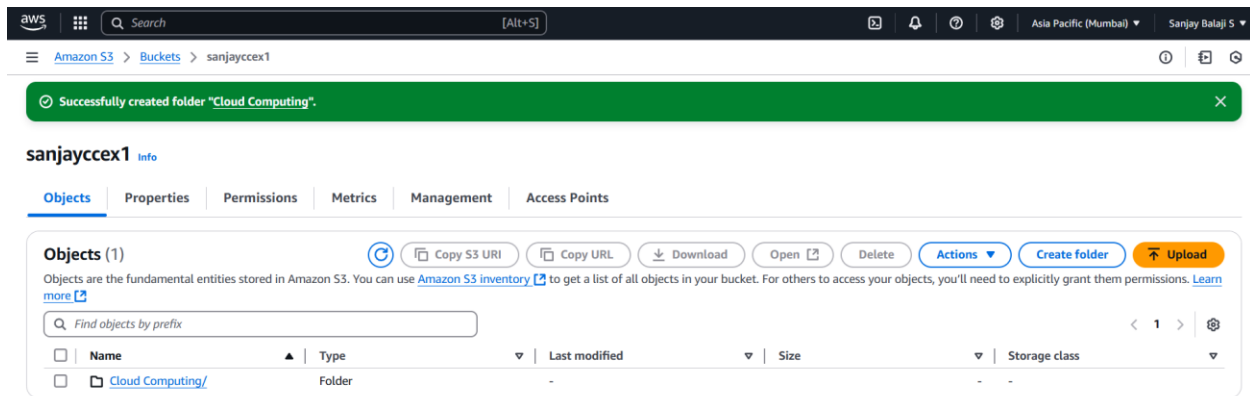 aws Search [Alt+S] Asia Pacific (Mumbai) ▼ Sanjay Balaji S ▼
Amazon S3 > Buckets > sanjayccex1
Successfully created folder "Cloud Computing".
sanjayccex1 Info
Objects Properties Permissions Metrics Management Access Points
Objects (1) Copy S3 URI Copy URL Download Open Delete Actions ▼ Create folder Upload
Objects are the fundamental entities stored in Amazon S3. You can use Amazon S3 inventory to get a list of all objects in your bucket. For others to access your objects, you'll need to explicitly grant them permissions. Learn
more
Find objects by prefix < 1 >
Name ▲ Type ▼ Last modified ▼ Size ▼ Storage class ▼
Cloud Computing/ Folder - - -